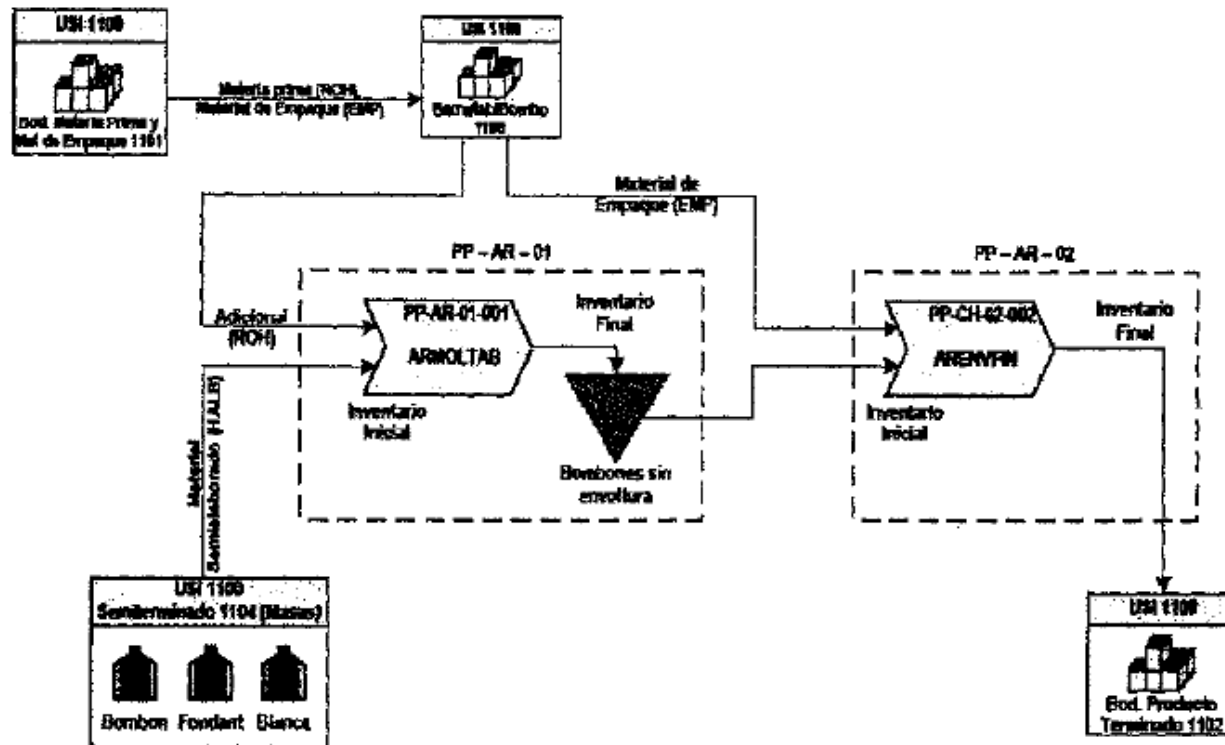 USI 1100
Bod. Materia Prima y
Mat de Empaque 1101
Materia prima (ROH),
Material de Empaque (EMP)
USI 1100
Material de
Empaque (EMP)
PP – AR – 01
Adicional
(ROH)
PP-AR-01-001
ARMOLTAB
Inventario
Inicial
Inventario
Final
Bombones sin
envoltura
PP – AR – 02
PP-CH-02-002
Inventario
Inicial
Inventario
Final
Material
Semielaborado (HALB)
USI 1100
Semiterminado 1104 (Masas)
Bombon Fondant Blanca
USI 1100
Bod. Producto
Terminado 1102